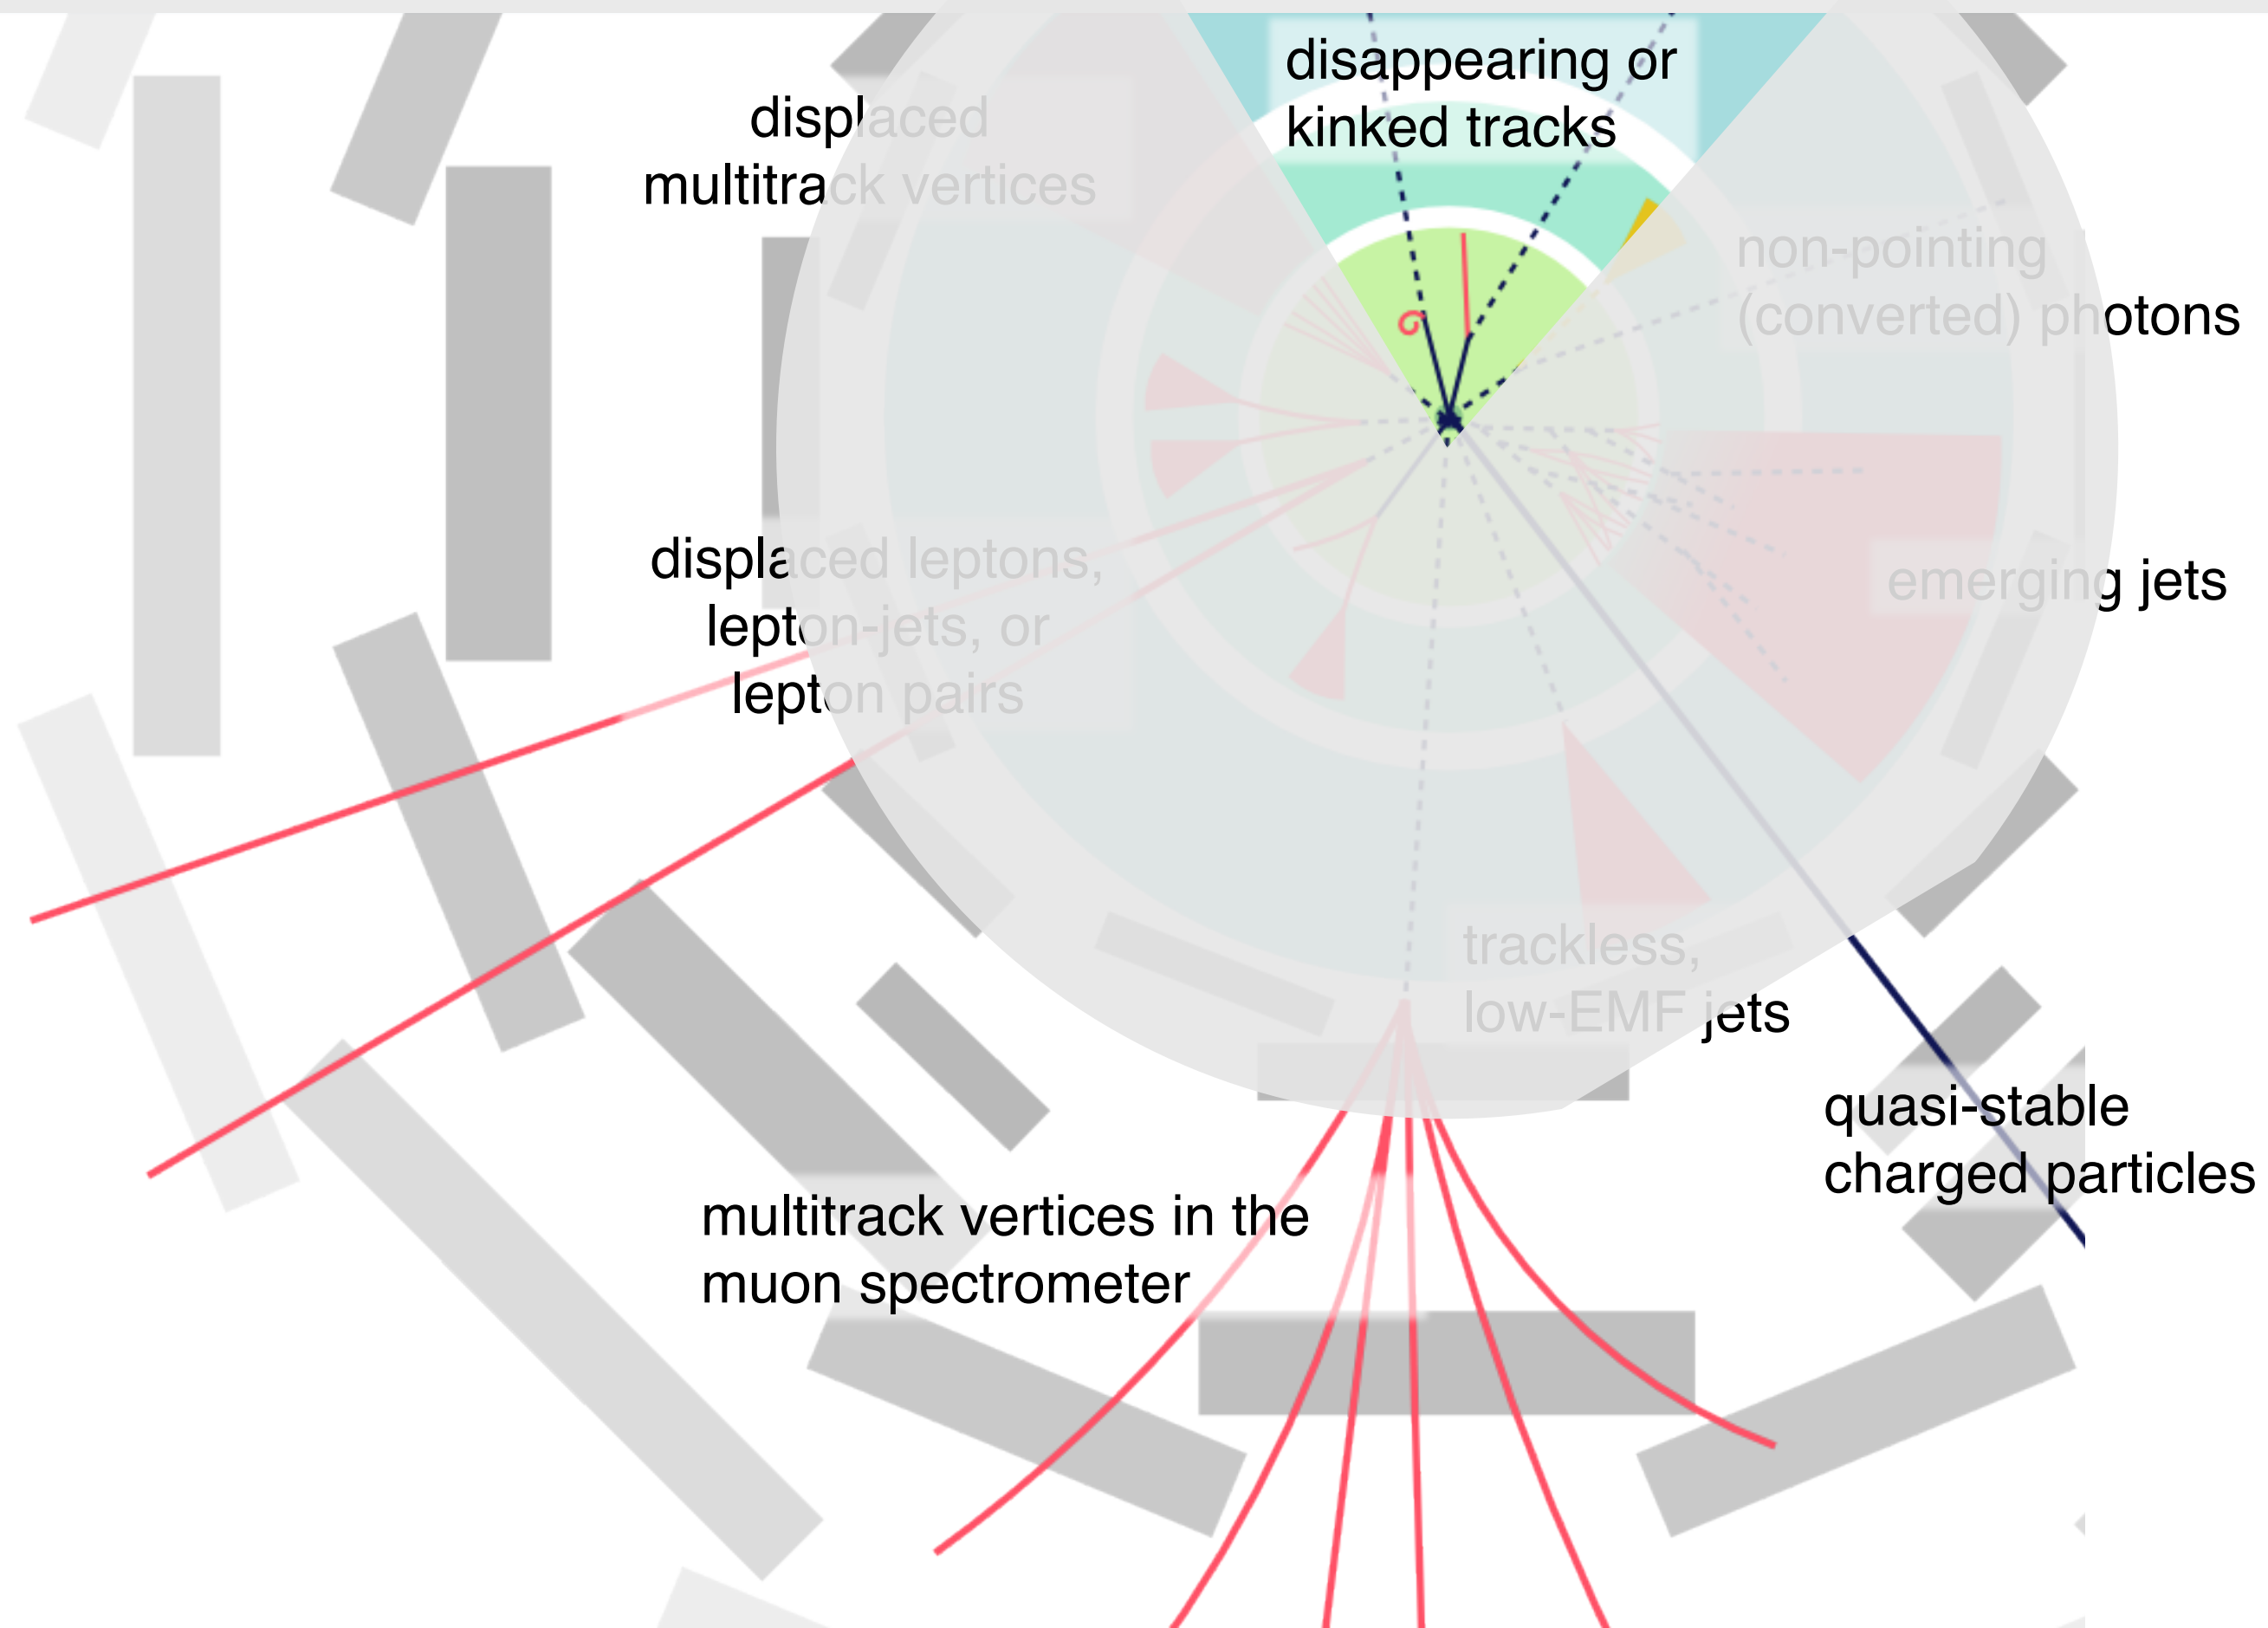 disappearing or
kinked tracks
displaced
multitrack vertices
non-pointing
(converted) photons
displaced leptons,
lepton-jets, or
lepton pairs
emerging jets
trackless,
low-EMF jets
quasi-stable
charged particles
multitrack vertices in the
muon spectrometer